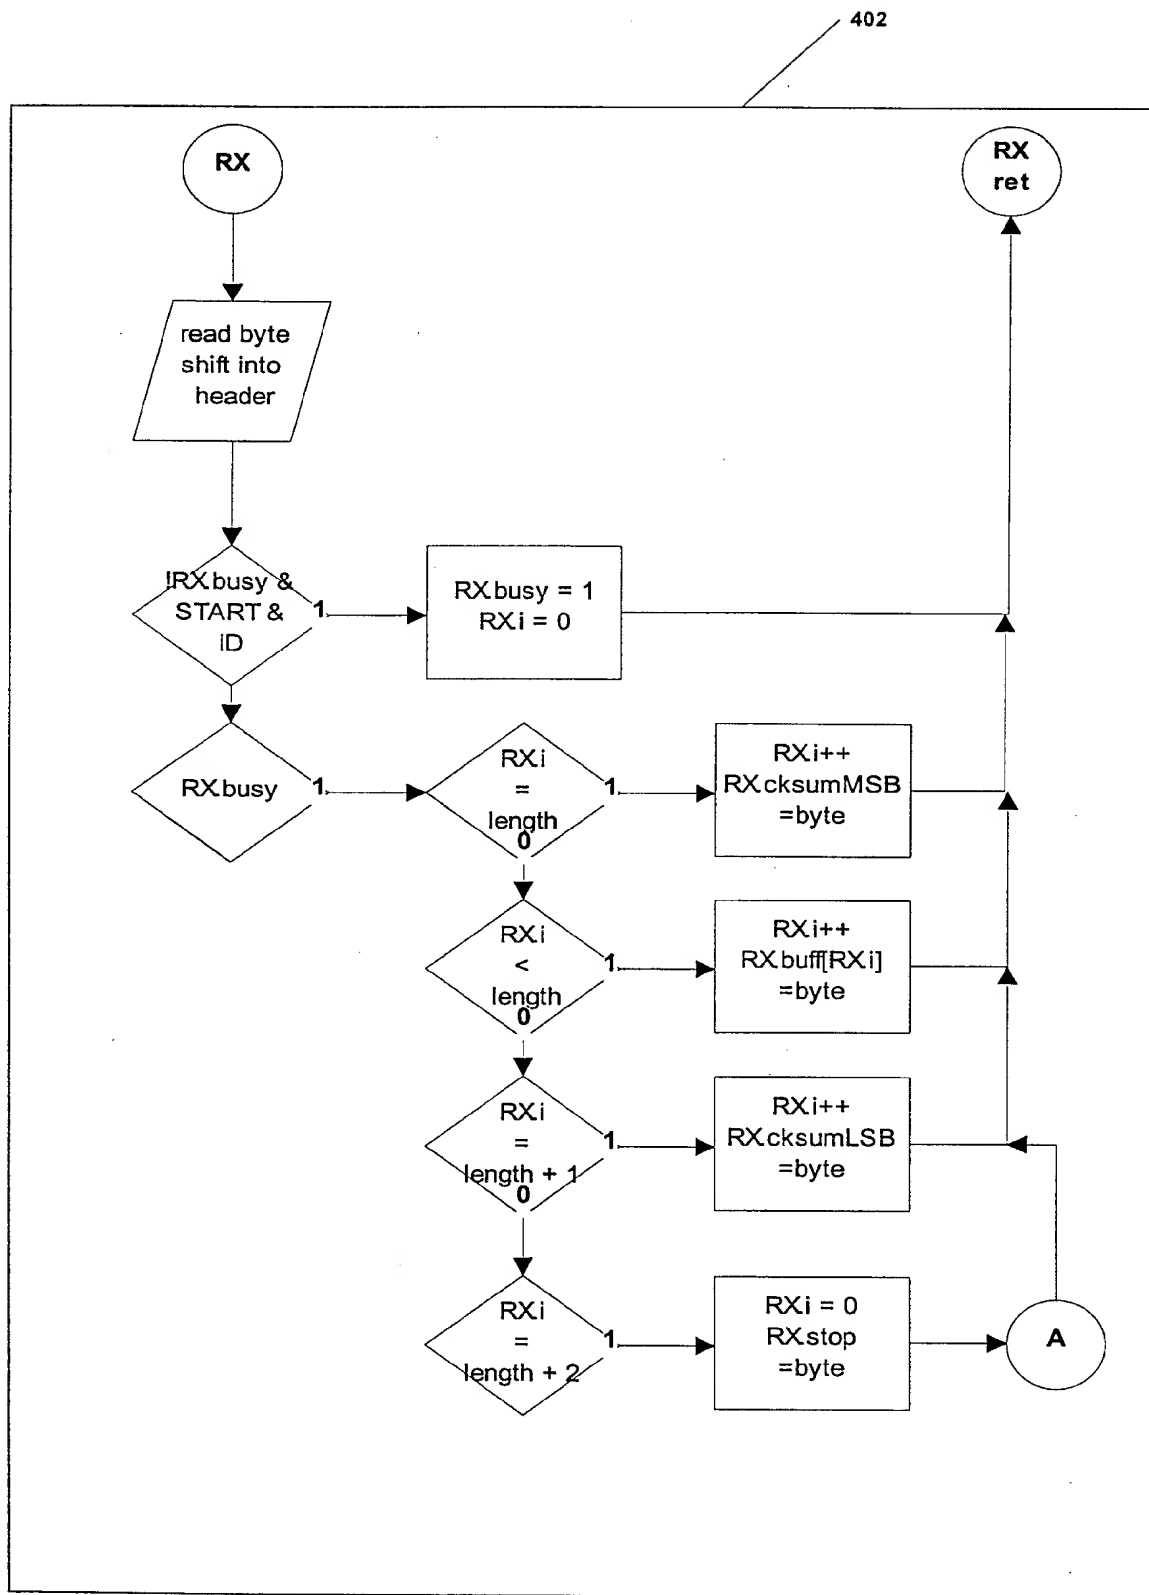 402
RX
RX
ret
read byte
shift into
header
!RX.busy &
START &
ID
1
RX.busy = 1
RX.i = 0
RX.busy
1
RX.i
=
length
0
1
RX.i++
RX.cksumMSB
=byte
RX.i
<
length
0
1
RX.i++
RX.buff[RX.i]
=byte
RX.i
=
length + 1
0
1
RX.i++
RX.cksumLSB
=byte
RX.i
=
length + 2
1
RX.i = 0
RX.stop
=byte
A